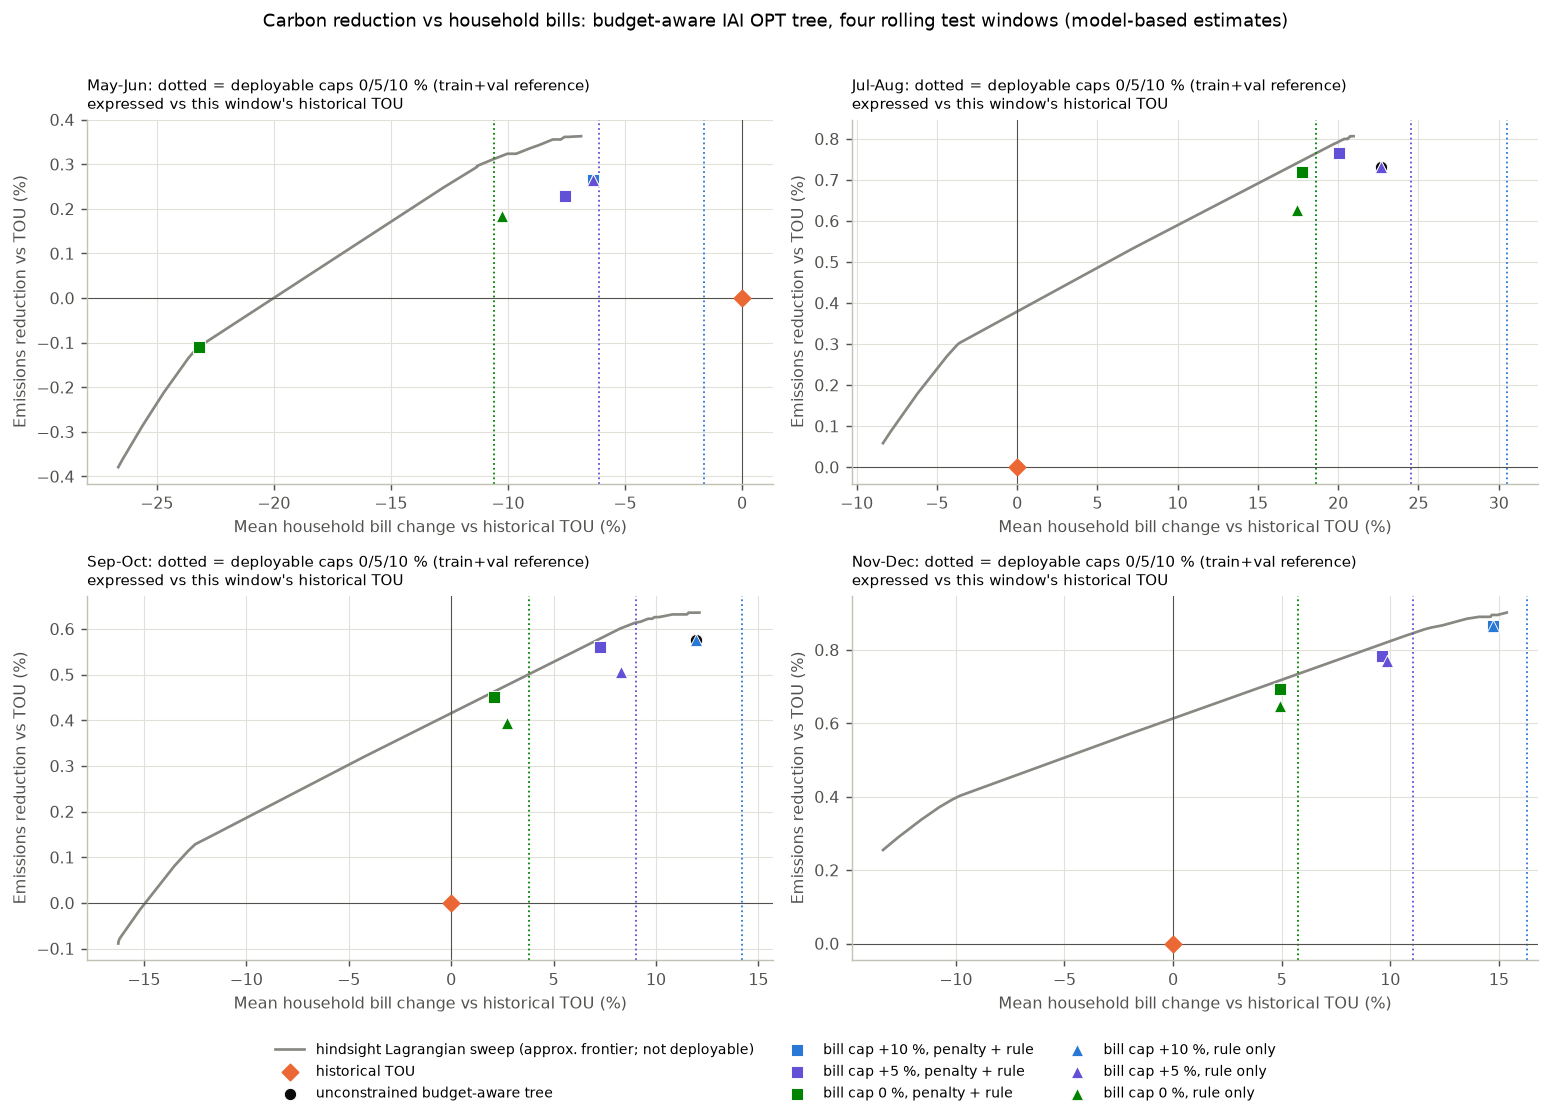 Carbon reduction vs household bills: budget-aware IAI OPT tree, four rolling test windows (model-based estimates)
May-Jun: dotted = deployable caps 0/5/10 % (train+val reference)
expressed vs this window's historical TOU
Emissions reduction vs TOU (%)
0.4
0.3
0.2
0.1
0.0
−0.1
−0.2
−0.3
−0.4
−25
−20
−15
−10
−5
0
Mean household bill change vs historical TOU (%)
Jul-Aug: dotted = deployable caps 0/5/10 % (train+val reference)
expressed vs this window's historical TOU
Emissions reduction vs TOU (%)
0.8
0.7
0.6
0.5
0.4
0.3
0.2
0.1
0.0
−10
−5
0
5
10
15
20
25
30
Mean household bill change vs historical TOU (%)
Sep-Oct: dotted = deployable caps 0/5/10 % (train+val reference)
expressed vs this window's historical TOU
Emissions reduction vs TOU (%)
0.6
0.5
0.4
0.3
0.2
0.1
0.0
−0.1
−15
−10
−5
0
5
10
15
Mean household bill change vs historical TOU (%)
Nov-Dec: dotted = deployable caps 0/5/10 % (train+val reference)
expressed vs this window's historical TOU
Emissions reduction vs TOU (%)
0.8
0.6
0.4
0.2
0.0
−10
−5
0
5
10
15
Mean household bill change vs historical TOU (%)
hindsight Lagrangian sweep (approx. frontier; not deployable)
historical TOU
unconstrained budget-aware tree
bill cap +10 %, penalty + rule
bill cap +5 %, penalty + rule
bill cap 0 %, penalty + rule
bill cap +10 %, rule only
bill cap +5 %, rule only
bill cap 0 %, rule only